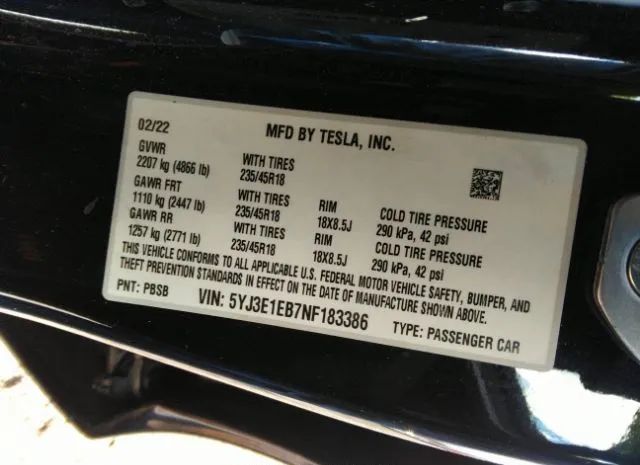 02/22 MFD BY TESLA, INC.
GVWR
2207 kg (4866 lb) WITH TIRES
GAWR FRT 235/45R18
1110 kg (2447 lb) WITH TIRES RIM COLD TIRE PRESSURE
GAWR RR 235/45R18 18X8.5J 290 kPa, 42 psi
1257 kg (2771 lb) WITH TIRES RIM COLD TIRE PRESSURE
235/45R18 18X8.5J 290 kPa, 42 psi
THIS VEHICLE CONFORMS TO ALL APPLICABLE U.S. FEDERAL MOTOR VEHICLE SAFETY, BUMPER, AND
THEFT PREVENTION STANDARDS IN EFFECT ON THE DATE OF MANUFACTURE SHOWN ABOVE.
PNT: PBSB VIN: 5YJ3E1EB7NF183386 TYPE: PASSENGER CAR